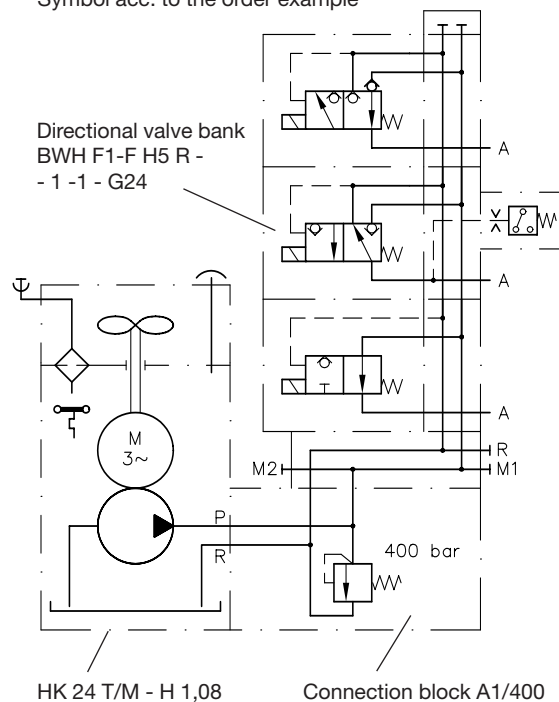 Symbol acc. to the order example
Directional valve bank
BWH F1-F H5 R -
- 1 -1 - G24
A
A
A
R
M2
M1
M
3~
P
R
400 bar
HK 24 T/M - H 1,08
Connection block A1/400